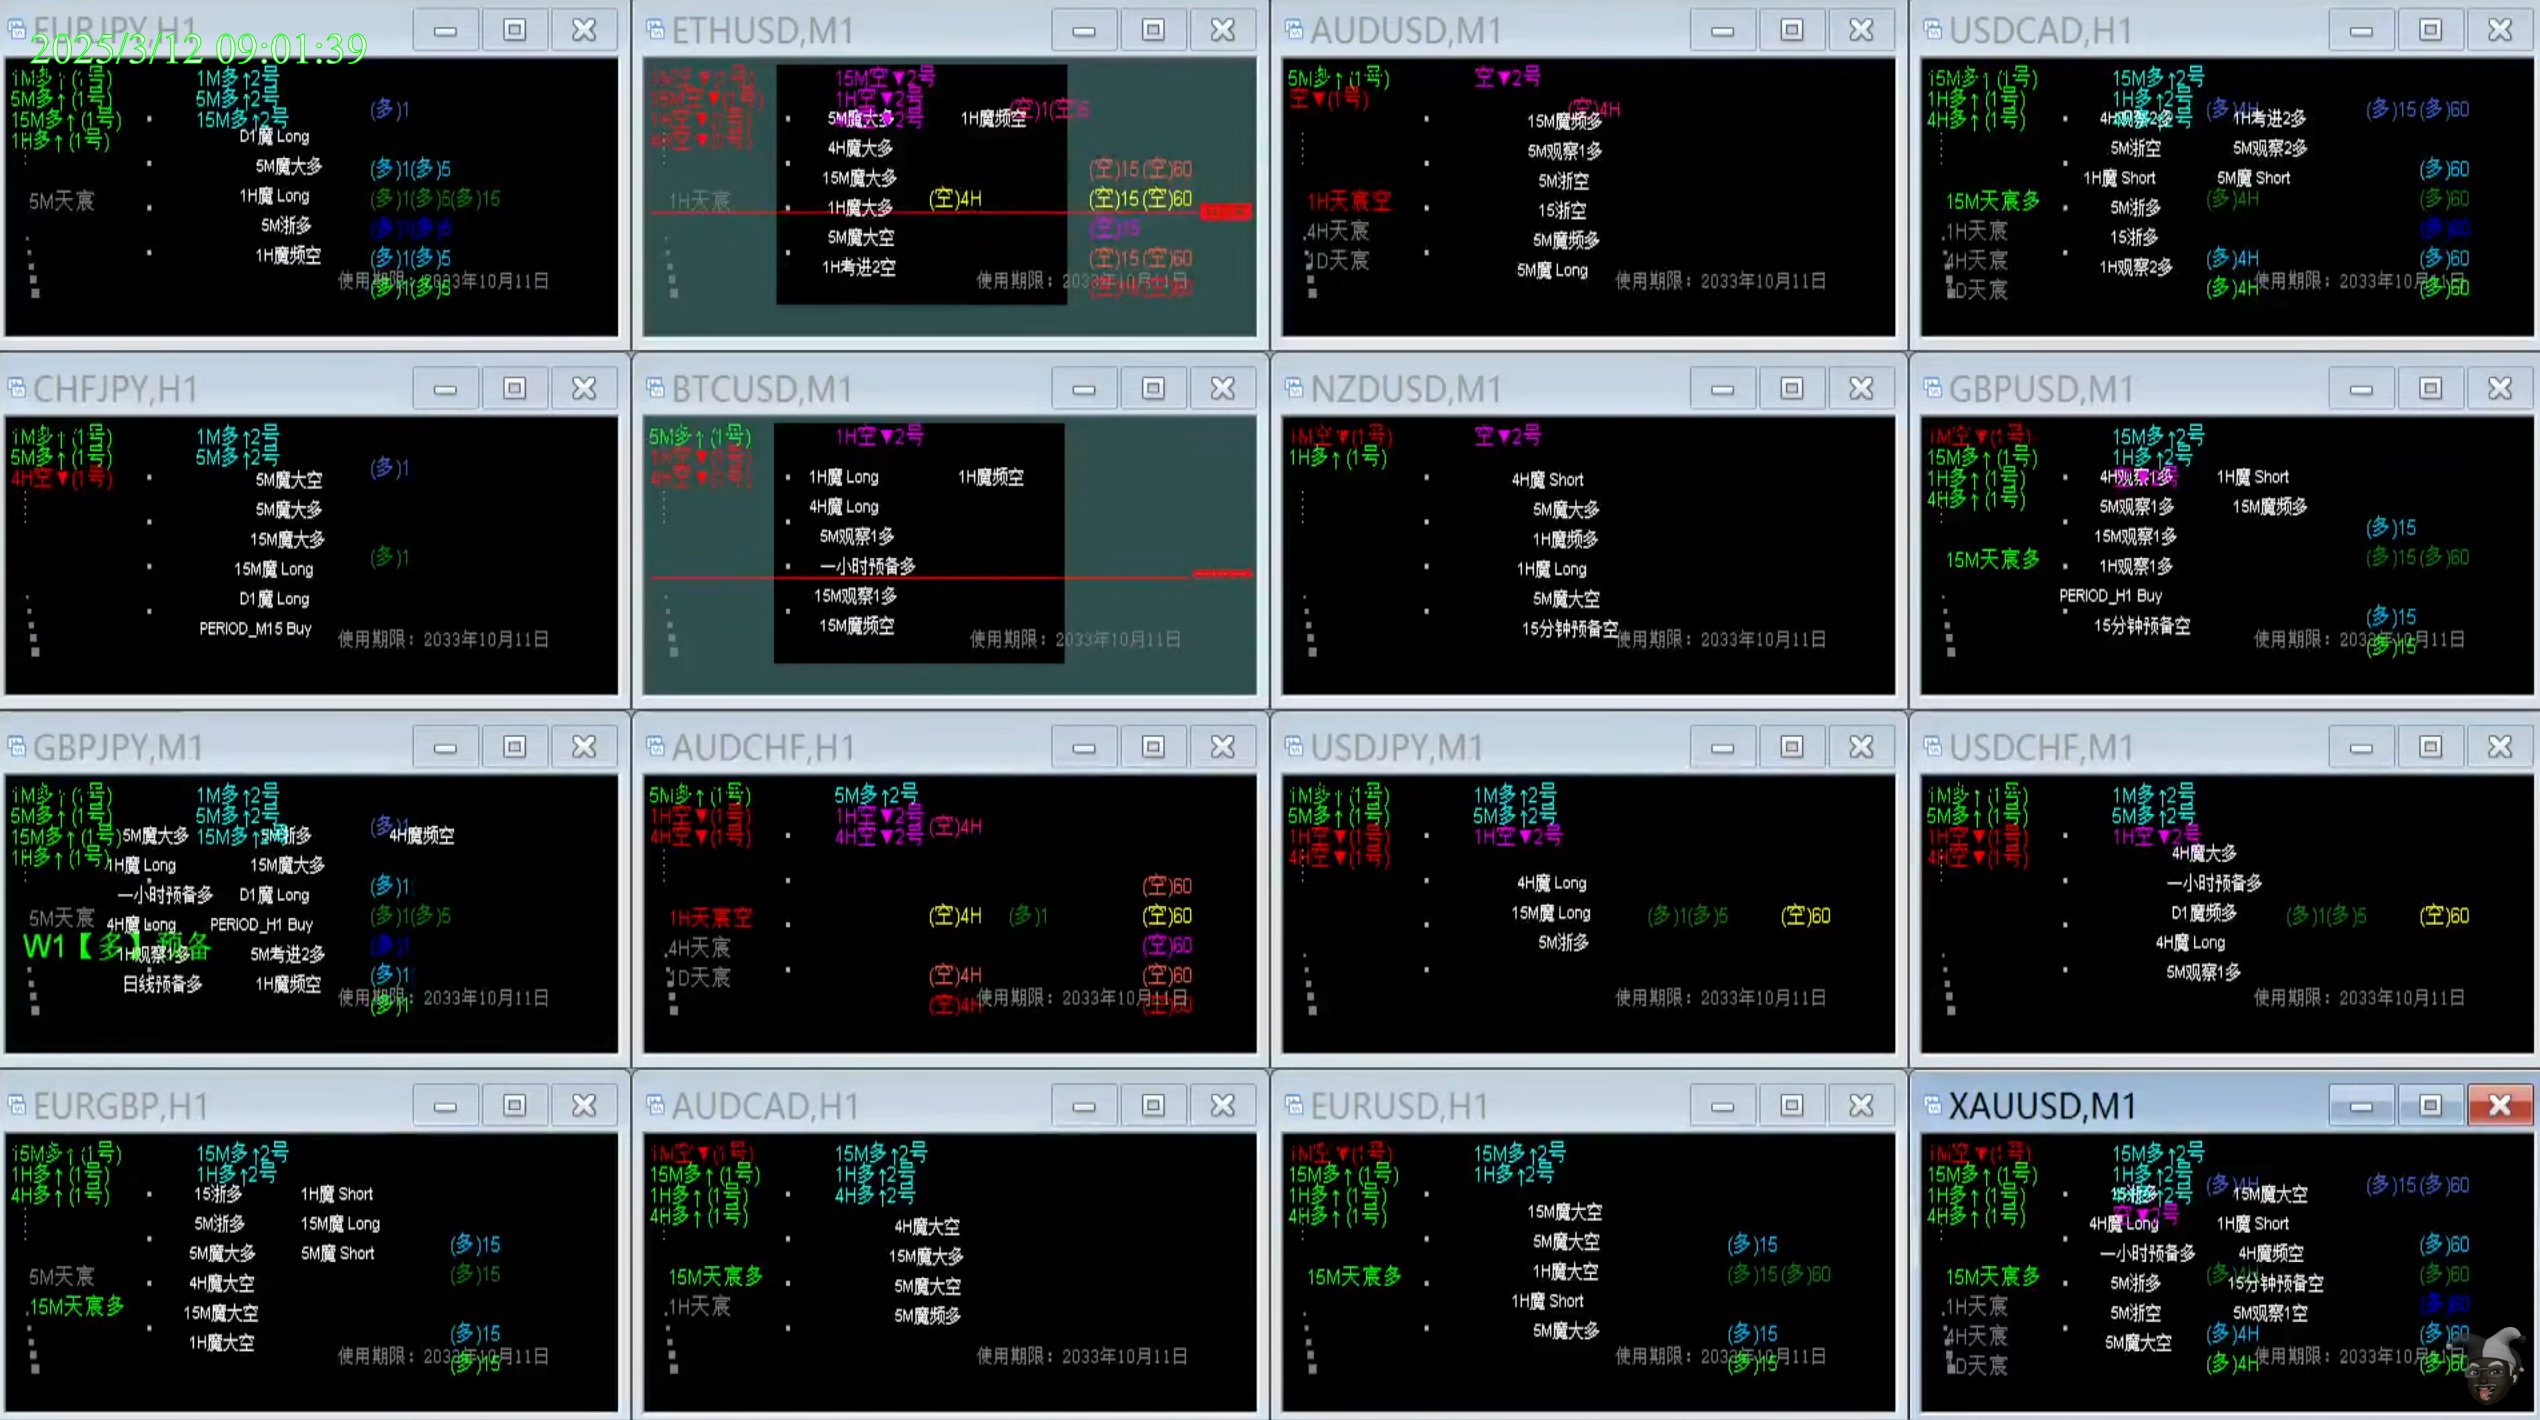 EURJPY,H1
2025/3/12 09:01:39
1M多↑(1号)
5M多↑(1号)
15M多↑(1号)
1H多↑(1号)
1M多↑2号
5M多↑2号
15M多↑2号
D1魔 Long
5M魔大多
1H魔 Long
5M浙多
1H魔频空
5M天宸
(多)1
(多)1(多)5
(多)1(多)5(多)15
(多)1(多)5
(多)1(多)5
(多)1(多)5
使用期限：2033年10月11日
ETHUSD,M1
15M空▼2号
1H空▼2号
5M魔大多
4H魔大多
15M魔大多
1H魔大多
5M魔大空
1H考进2空
1H魔频空
(空)1(空)5
1H天宸
(空)4H
(空)15(空)60
(空)15(空)60
(空)15
(空)15(空)60
使用期限：2033年10月11日
AUDUSD,M1
5M多↑(1号)
空▼(1号)
空▼2号
(空)4H
15M魔频多
5M观察1多
5M浙空
15浙空
5M魔频多
5M魔 Long
1H天宸空
4H天宸
1D天宸
使用期限：2033年10月11日
USDCAD,H1
15M多↑(1号)
1H多↑(1号)
4H多↑(1号)
15M多↑2号
1H多↑2号
(多)4H
(多)15(多)60
4H观察2多
5M浙空
1H魔 Short
5M浙多
15浙多
1H观察2多
1H考进2多
5M观察2多
5M魔 Short
15M天宸多
1H天宸
4H天宸
1D天宸
(多)60
(多)4H
(多)60
(多)60
(多)4H
(多)60
(多)4H
(多)60
使用期限：2033年10月11日
CHFJPY,H1
1M多↑(1号)
5M多↑(1号)
4H空▼(1号)
1M多↑2号
5M多↑2号
(多)1
5M魔大空
5M魔大多
15M魔大多
15M魔 Long
D1魔 Long
PERIOD_M15 Buy
(多)1
使用期限：2033年10月11日
BTCUSD,M1
5M多↑(1号)
1H空▼(1号)
4H空▼(1号)
1H空▼2号
1H魔 Long
4H魔 Long
5M观察1多
一小时预备多
15M观察1多
15M魔频空
1H魔频空
使用期限：2033年10月11日
NZDUSD,M1
1M空▼(1号)
1H多↑(1号)
空▼2号
4H魔 Short
5M魔大多
1H魔频多
1H魔 Long
5M魔大空
15分钟预备空
使用期限：2033年10月11日
GBPUSD,M1
1M空▼(1号)
15M多↑(1号)
1H多↑(1号)
4H多↑(1号)
15M多↑2号
1H多↑2号
4H观察1多
5M观察1多
15M观察1多
1H观察1多
PERIOD_H1 Buy
15分钟预备空
1H魔 Short
15M魔频多
15M天宸多
(多)15
(多)15(多)60
(多)15
(多)15
使用期限：2033年10月11日
GBPJPY,M1
1M多↑(1号)
5M多↑(1号)
15M多↑(1号)
1H多↑(1号)
1M多↑2号
5M多↑2号
15M多↑2号
5M魔大多
1H魔 Long
一小时预备多
4H魔 Long
1H观察1多
日线预备多
5M浙多
15M魔大多
D1魔 Long
PERIOD_H1 Buy
5M考进2多
1H魔频空
4H魔频空
5M天宸
W1【多】预备
(多)1
(多)1
(多)1(多)5
(多)1
(多)1
(多)1
使用期限：2033年10月11日
AUDCHF,H1
5M多↑(1号)
1H空▼(1号)
4H空▼(1号)
5M多↑2号
1H空▼2号
4H空▼2号
(空)4H
1H天宸空
4H天宸
1D天宸
(空)60
(空)4H
(多)1
(空)60
(空)60
(空)4H
(空)60
(空)4H
(空)60
使用期限：2033年10月11日
USDJPY,M1
1M多↑(1号)
5M多↑(1号)
1H空▼(1号)
4H空▼(1号)
1M多↑2号
5M多↑2号
1H空▼2号
4H魔 Long
15M魔 Long
5M浙多
(多)1(多)5
(空)60
使用期限：2033年10月11日
USDCHF,M1
1M多↑(1号)
5M多↑(1号)
1H空▼(1号)
4H空▼(1号)
1M多↑2号
5M多↑2号
1H空▼2号
4H魔大多
一小时预备多
D1魔频多
4H魔 Long
5M观察1多
(多)1(多)5
(空)60
使用期限：2033年10月11日
EURGBP,H1
15M多↑(1号)
1H多↑(1号)
4H多↑(1号)
15M多↑2号
1H多↑2号
15浙多
5M浙多
5M魔大多
4H魔大空
15M魔大空
1H魔大空
1H魔 Short
15M魔 Long
5M魔 Short
5M天宸
15M天宸多
(多)15
(多)15
(多)15
(多)15
使用期限：2033年10月11日
AUDCAD,H1
1M空▼(1号)
15M多↑(1号)
1H多↑(1号)
4H多↑(1号)
15M多↑2号
1H多↑2号
4H多↑2号
4H魔大空
15M魔大多
5M魔大空
5M魔频多
15M天宸多
1H天宸
使用期限：2033年10月11日
EURUSD,H1
1M空▼(1号)
15M多↑(1号)
1H多↑(1号)
4H多↑(1号)
15M多↑2号
1H多↑2号
15M魔大空
5M魔大空
1H魔大空
1H魔 Short
5M魔大多
15M天宸多
(多)15
(多)15(多)60
(多)15
(多)15
使用期限：2033年10月11日
XAUUSD,M1
1M空▼(1号)
15M多↑(1号)
1H多↑(1号)
4H多↑(1号)
15M多↑2号
1H多↑2号
(多)4H
(多)15(多)60
15浙多
4H魔 Long
一小时预备多
5M浙多
5M浙空
5M魔大空
15M魔大空
1H魔 Short
4H魔频空
15分钟预备空
5M观察1空
15M天宸多
1H天宸
4H天宸
1D天宸
(多)60
(多)60
(多)60
(多)4H
(多)60
(多)4H
(多)60
使用期限：2033年10月11日